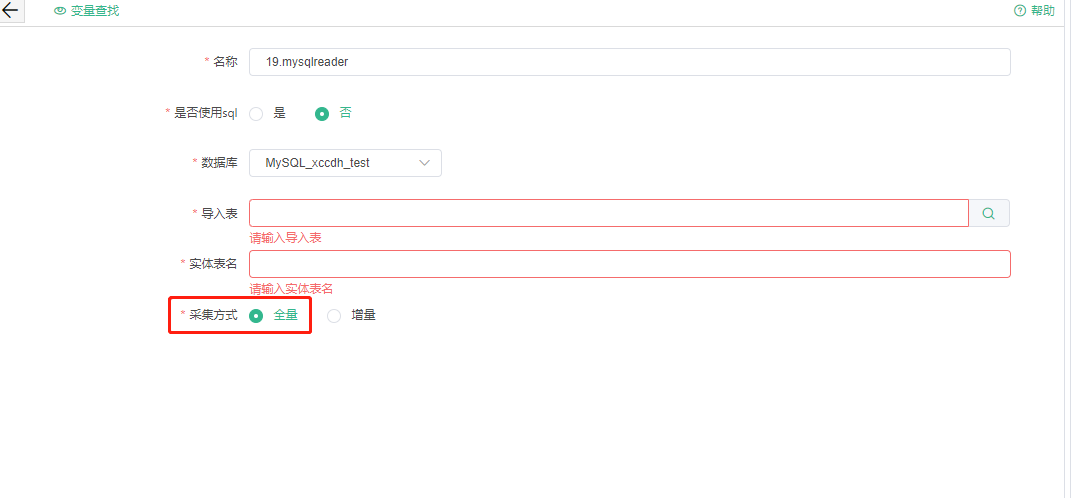 变量查找 帮助
* 名称 19.mysqlreader
* 是否使用sql 是 否
* 数据库 MySQL_xccdh_test
* 导入表
请输入导入表
* 实体表名
请输入实体表名
* 采集方式 全量 增量